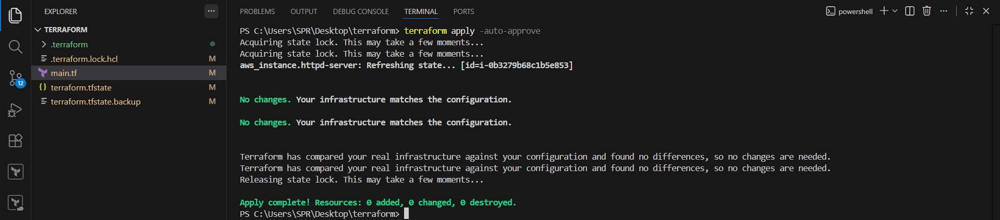 EXPLORER
TERRAFORM
.terraform
.terraform.lock.hcl M
main.tf M
terraform.tfstate M
terraform.tfstate.backup M
12
PROBLEMS OUTPUT DEBUG CONSOLE TERMINAL PORTS
powershell
PS C:\Users\SPR\Desktop\terraform> terraform apply -auto-approve
Acquiring state lock. This may take a few moments...
Acquiring state lock. This may take a few moments...
aws_instance.httpd-server: Refreshing state... [id=i-0b3279b68c1b5e853]
No changes. Your infrastructure matches the configuration.
No changes. Your infrastructure matches the configuration.
Terraform has compared your real infrastructure against your configuration and found no differences, so no changes are needed.
Terraform has compared your real infrastructure against your configuration and found no differences, so no changes are needed.
Releasing state lock. This may take a few moments...
Apply complete! Resources: 0 added, 0 changed, 0 destroyed.
PS C:\Users\SPR\Desktop\terraform>